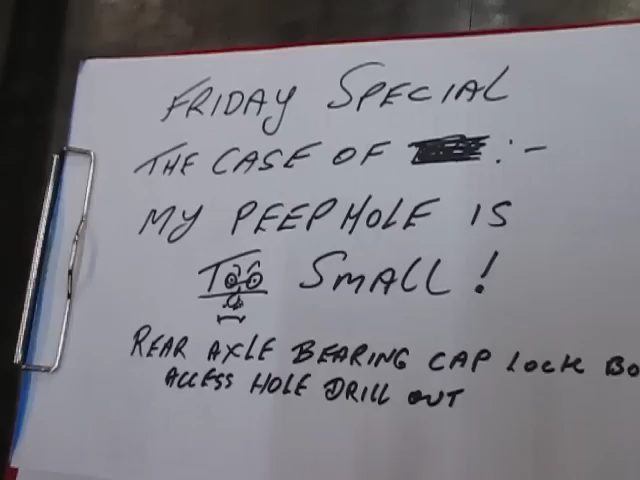 FRIDAY SPECIAL
THE CASE OF :-
MY PEEPHOLE IS
TOO SMALL!
REAR AXLE BEARING CAP LOCK BO
ACCESS HOLE DRILL OUT